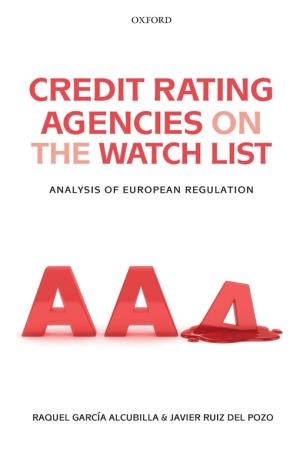 OXFORD
CREDIT RATING
AGENCIES ON
THE WATCH LIST
ANALYSIS OF EUROPEAN REGULATION
AAA
RAQUEL GARCÍA ALCUBILLA & JAVIER RUIZ DEL POZO